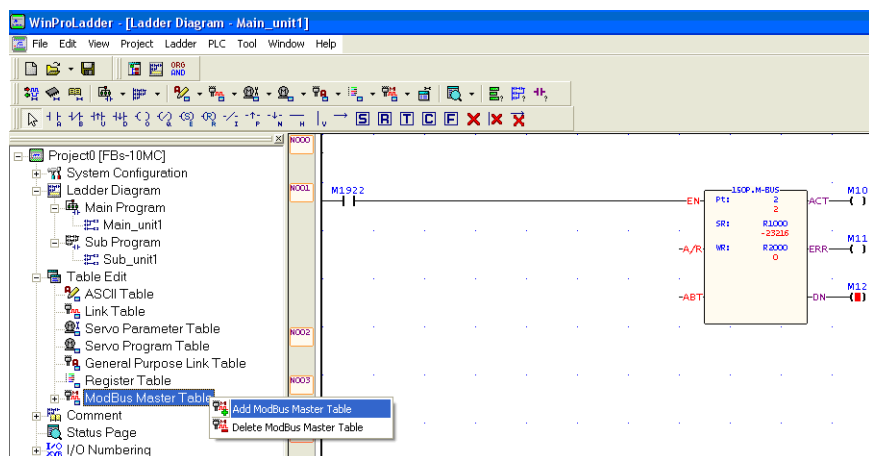 WinProLadder - [Ladder Diagram - Main_unit1]
File Edit View Project Ladder PLC Tool Window Help
ORG
AND
S R T C F
Project0 [FBs-10MC]
System Configuration
Ladder Diagram
Main Program
Main_unit1
Sub Program
Sub_unit1
Table Edit
ASCII Table
Link Table
Servo Parameter Table
Servo Program Table
General Purpose Link Table
Register Table
ModBus Master Table
Add ModBus Master Table
Delete ModBus Master Table
Comment
Status Page
I/O Numbering
N000
N001
M1922
EN
150P.M-BUS
Pt: 2
2
SR: R1000
-23216
WR: R2000
0
A/R
ABT
ACT
M10
ERR
M11
DN
M12
N002
N003